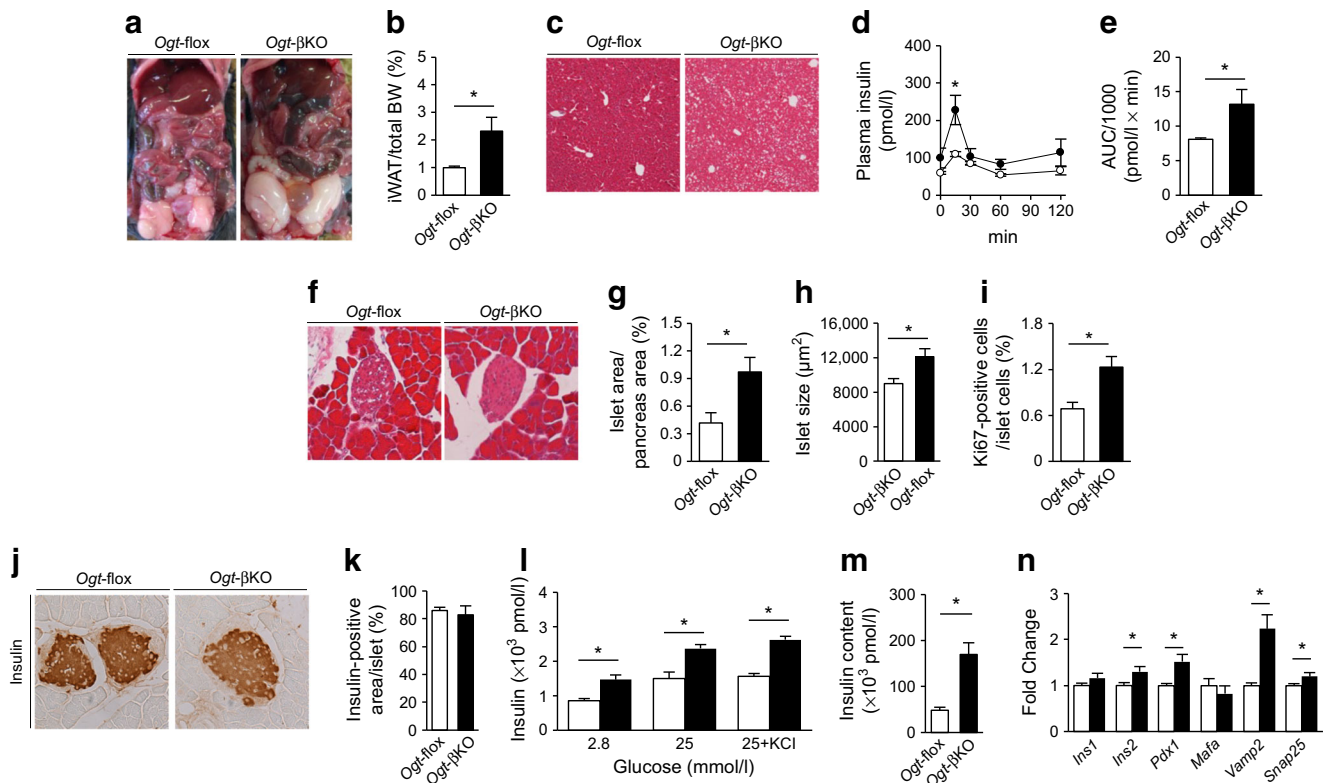 a
Ogt-flox
Ogt-βKO
b
iWAT/total BW (%)
5
4
3
2
1
0
*
Ogt-flox
Ogt-βKO
c
Ogt-flox
Ogt-βKO
d
Plasma insulin
(pmol/l)
400
300
200
100
0
*
0 30 60 90 120
min
e
AUC/1000
(pmol/l × min)
20
15
10
5
0
*
Ogt-flox
Ogt-βKO
f
Ogt-flox
Ogt-βKO
g
Islet area/
pancreas area (%)
1.5
1.2
0.9
0.6
0.3
0
*
Ogt-flox
Ogt-βKO
h
Islet size (μm²)
16,000
12,000
8000
4000
0
*
Ogt-βKO
Ogt-flox
i
Ki67-positive cells
/islet cells (%)
1.8
1.2
0.6
0
*
Ogt-flox
Ogt-βKO
j
Ogt-flox
Ogt-βKO
Insulin
k
Insulin-positive
area/islet (%)
100
80
60
40
20
0
Ogt-flox
Ogt-βKO
l
Insulin (×10³ pmol/l)
4
3
2
1
0
* * *
2.8 25 25+KCl
Glucose (mmol/l)
m
Insulin content
(×10³ pmol/l)
300
200
100
0
*
Ogt-flox
Ogt-βKO
n
Fold Change
3
2
1
0
* * * *
Ins1 Ins2 Pdx1 Mafa Vamp2 Snap25